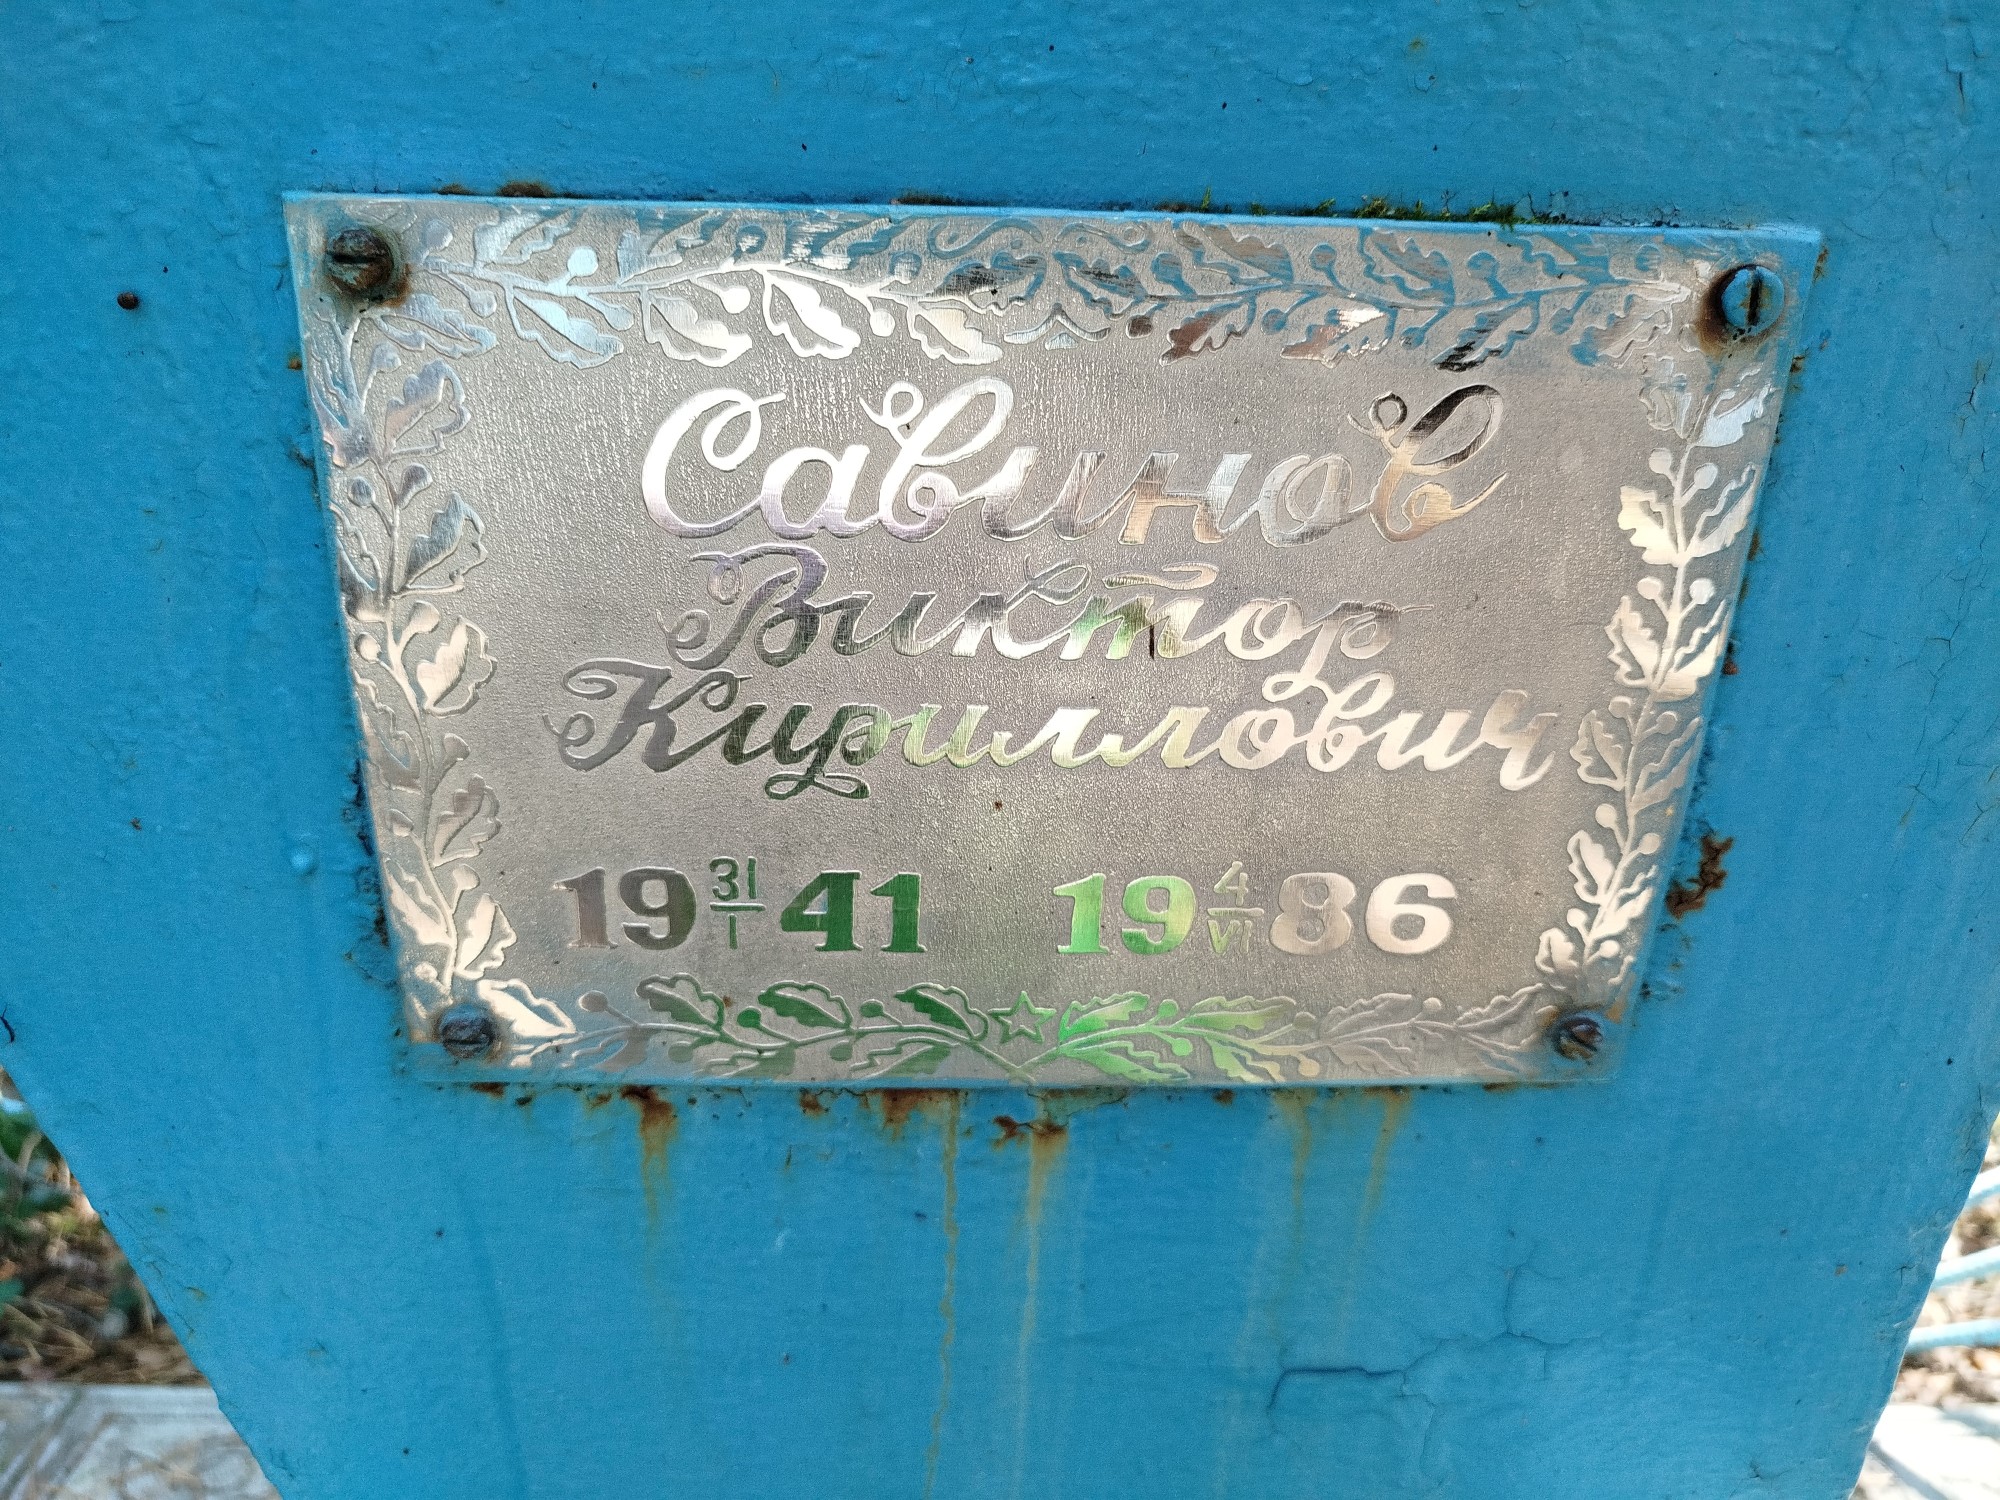 Савинов
Виктор
Кириллович
19 31/I 41 19 4/VI 86